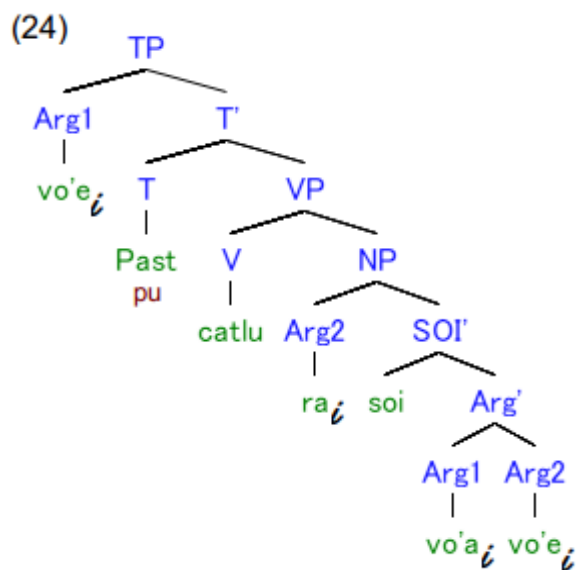 (24)
TP
Arg1 T'
vo'e i T VP
Past V NP
pu
catlu Arg2 SOI'
ra i soi Arg'
Arg1 Arg2
vo'a i vo'e i